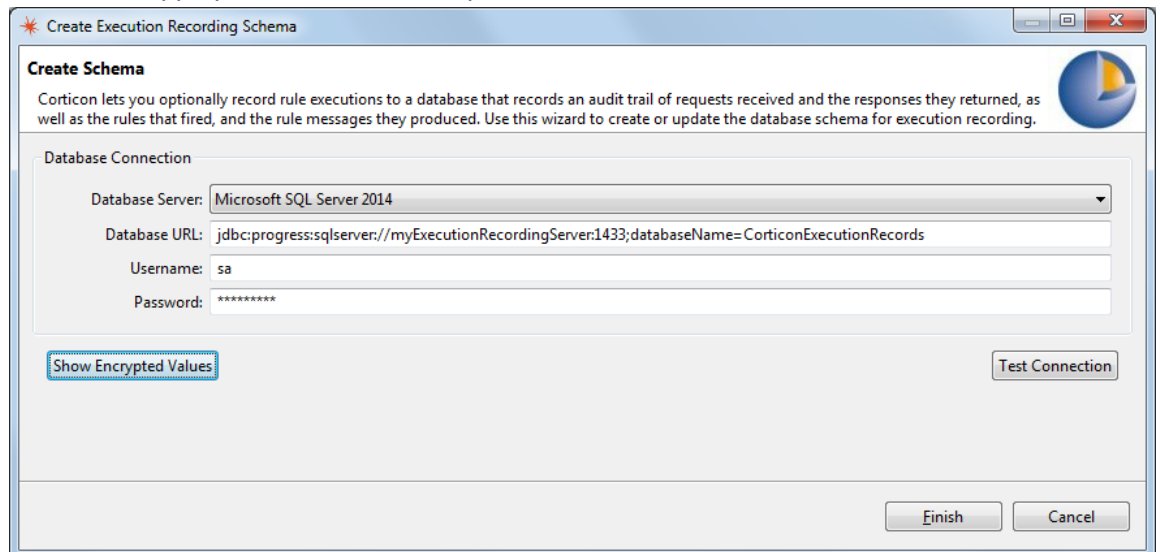 Create Execution Recording Schema
Create Schema
Corticon lets you optionally record rule executions to a database that records an audit trail of requests received and the responses they returned, as
well as the rules that fired, and the rule messages they produced. Use this wizard to create or update the database schema for execution recording.
Database Connection
Database Server: Microsoft SQL Server 2014
Database URL: jdbc:progress:sqlserver://myExecutionRecordingServer:1433;databaseName=CorticonExecutionRecords
Username: sa
Password: *********
Show Encrypted Values Test Connection
Finish Cancel